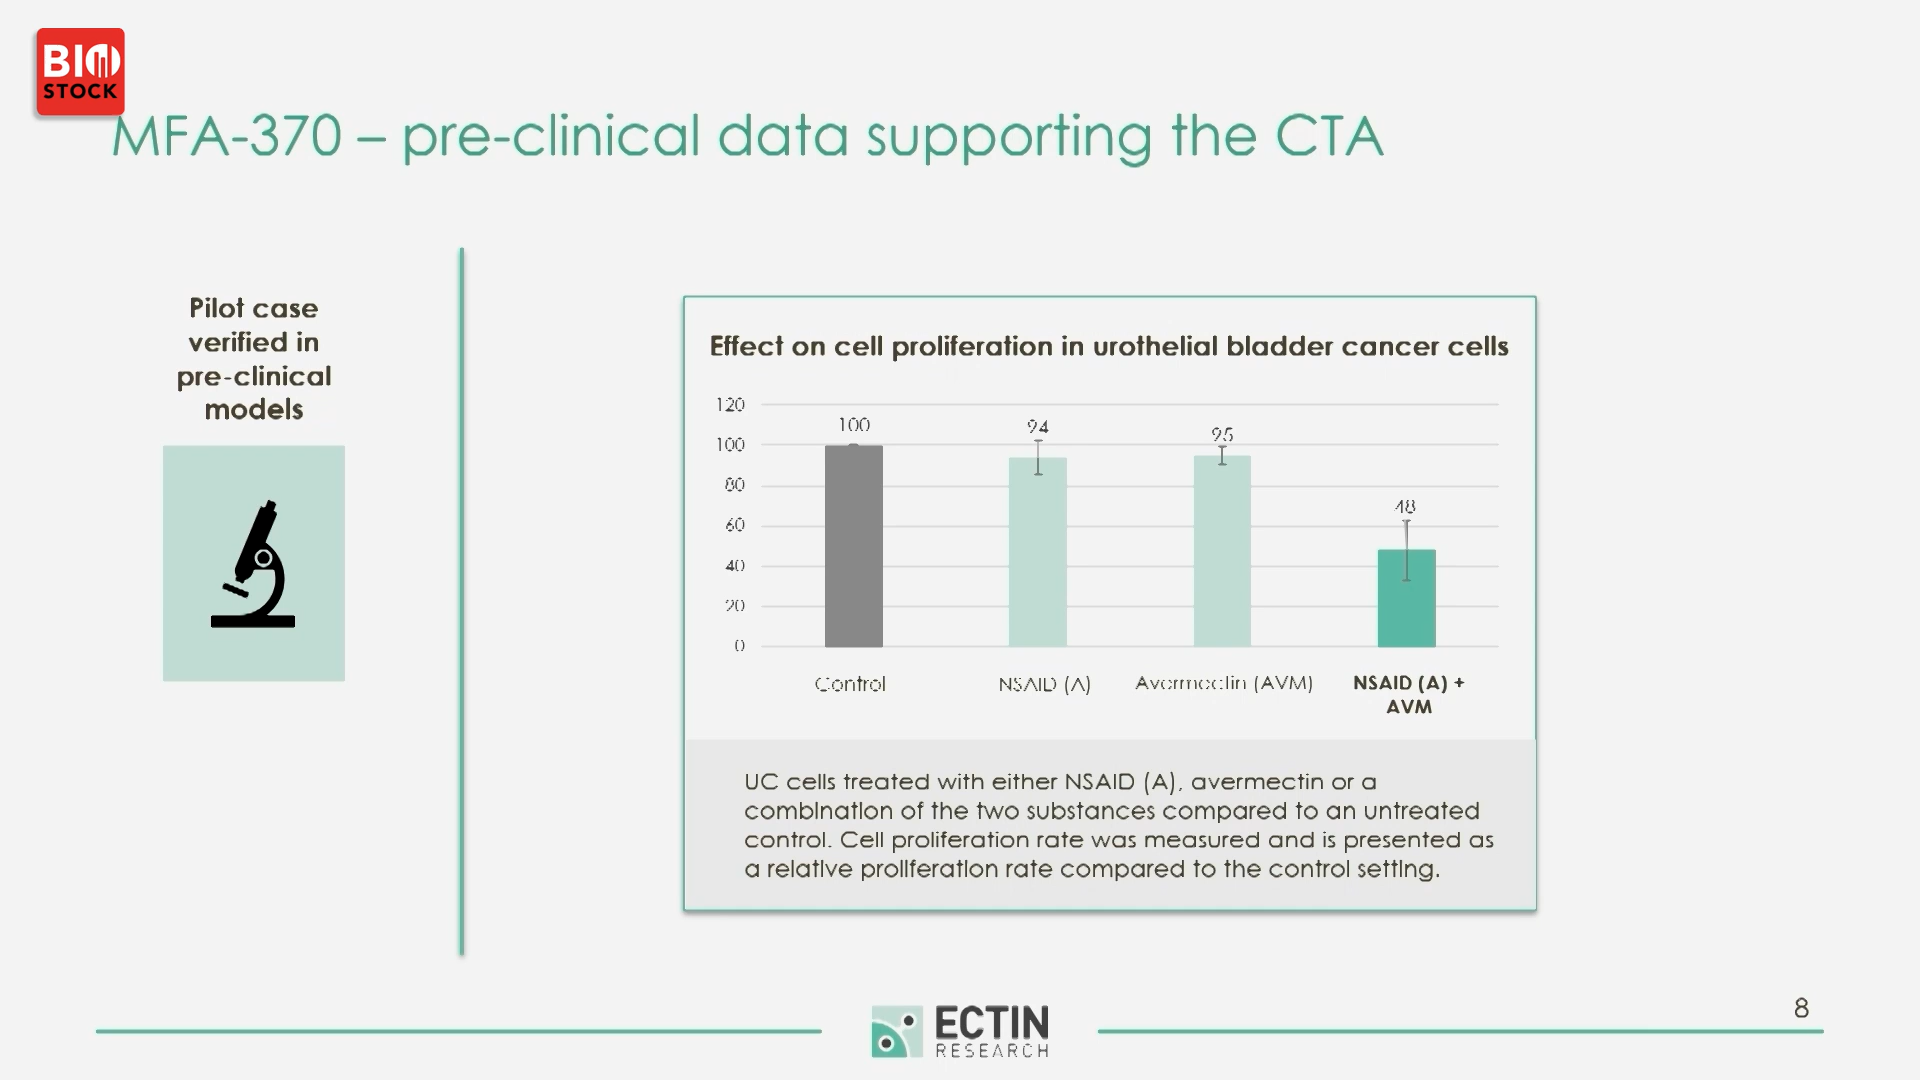 BIO
STOCK
MFA-370 – pre-clinical data supporting the CTA
Pilot case
verified in
pre-clinical
models
Effect on cell proliferation in urothelial bladder cancer cells
120
100
80
60
40
20
0
100
94
95
48
Control
NSAID (A)
Avermectin (AVM)
NSAID (A) +
AVM
UC cells treated with either NSAID (A), avermectin or a
combination of the two substances compared to an untreated
control. Cell proliferation rate was measured and is presented as
a relative proliferation rate compared to the control setting.
ECTIN
RESEARCH
8